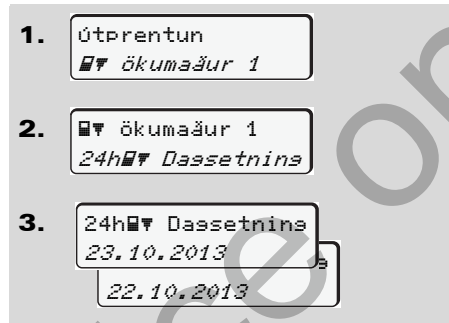 1. útprentun
ökumaður 1
2. ökumaður 1
24h Dagsetning
3. 24h Dagsetning
23.10.2013
g
22.10.2013